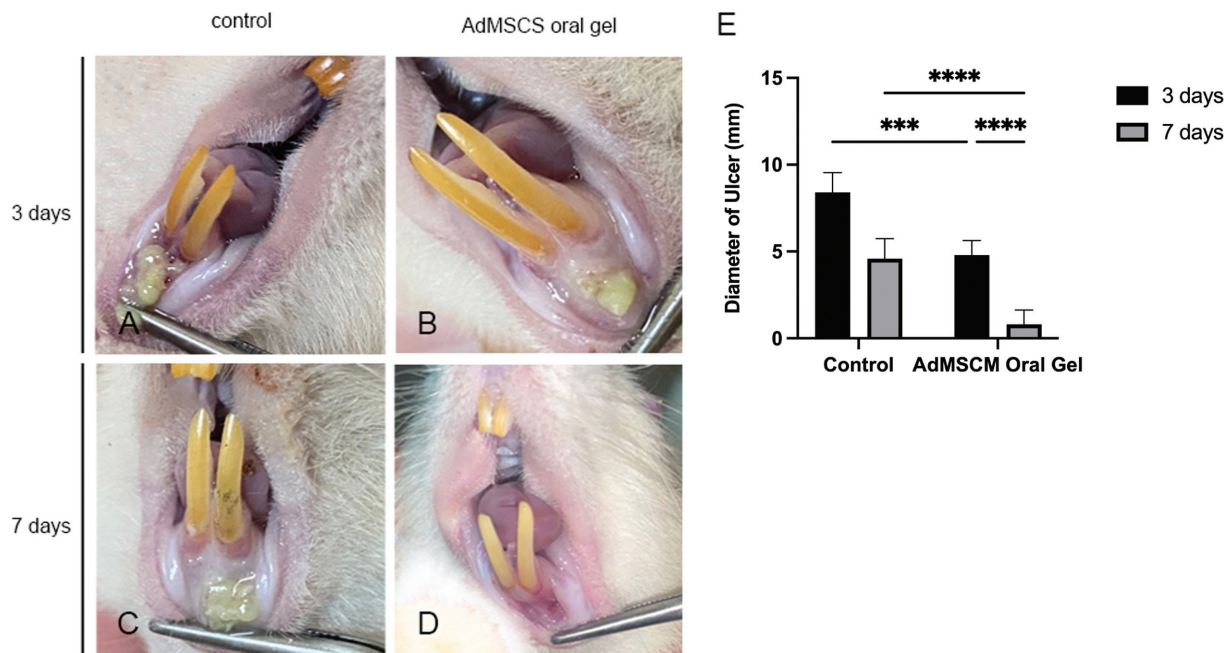 control
AdMSCS oral gel
3 days
7 days
A
B
C
D
E
15
10
5
0
Diameter of Ulcer (mm)
****
***
****
Control
AdMSCM Oral Gel
3 days
7 days